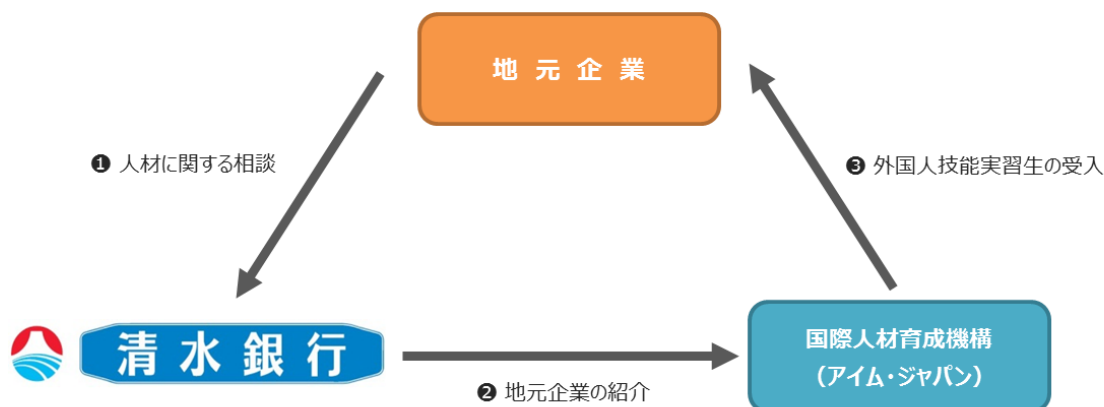 地元企業
❶ 人材に関する相談
❸ 外国人技能実習生の受入
清水銀行
国際人材育成機構
（アイム・ジャパン）
❷ 地元企業の紹介